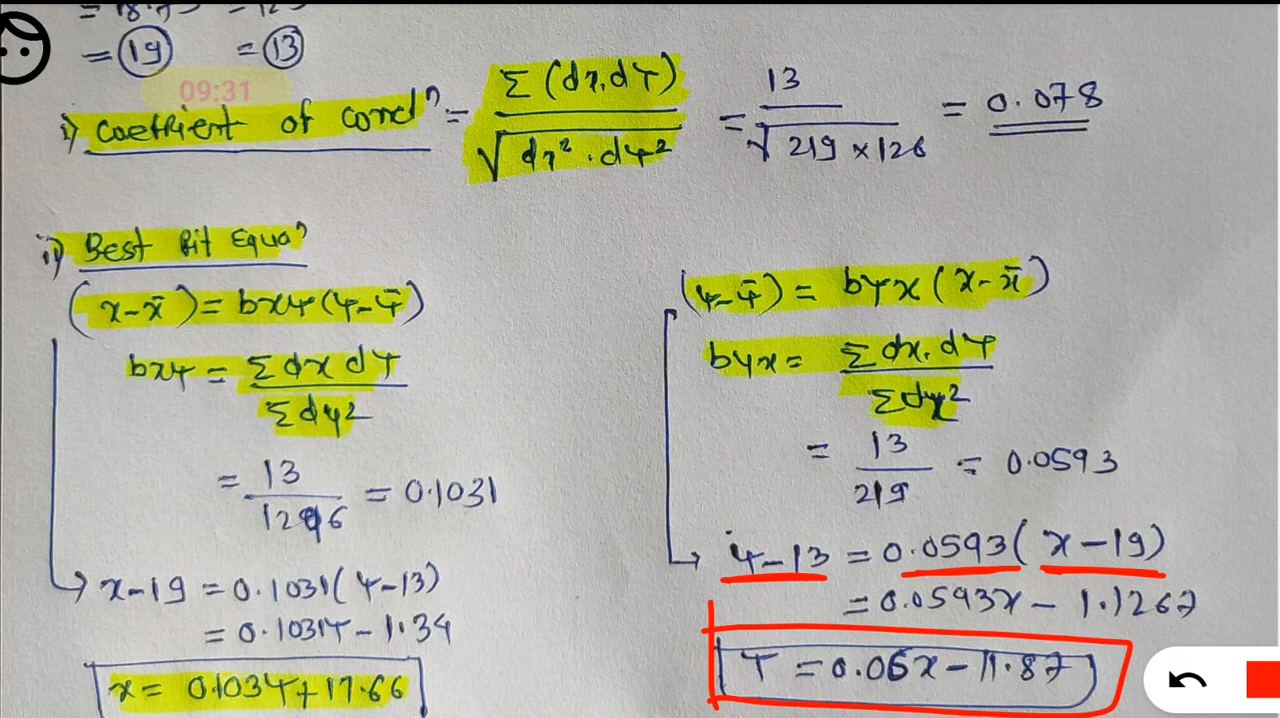 = 19 = 13
09:31
i) Coefficient of correl^n = Σ(dx.dY) / √dx².dY² = 13 / √219 × 126 = 0.078
ii) Best fit Equa^n
(x-x̄) = bxY(Y-Ȳ)
bxY = Σdx dY / Σdy²
= 13 / 126 = 0.1031
x-19 = 0.1031(Y-13)
= 0.1031Y - 1.34
x = 0.103Y + 17.66
(Y-Ȳ) = bYx(x-x̄)
bYx = Σdx.dY / Σdx²
= 13 / 219 = 0.0593
Y-13 = 0.0593(x-19)
= 0.0593x - 1.1267
Y = 0.06x - 11.87